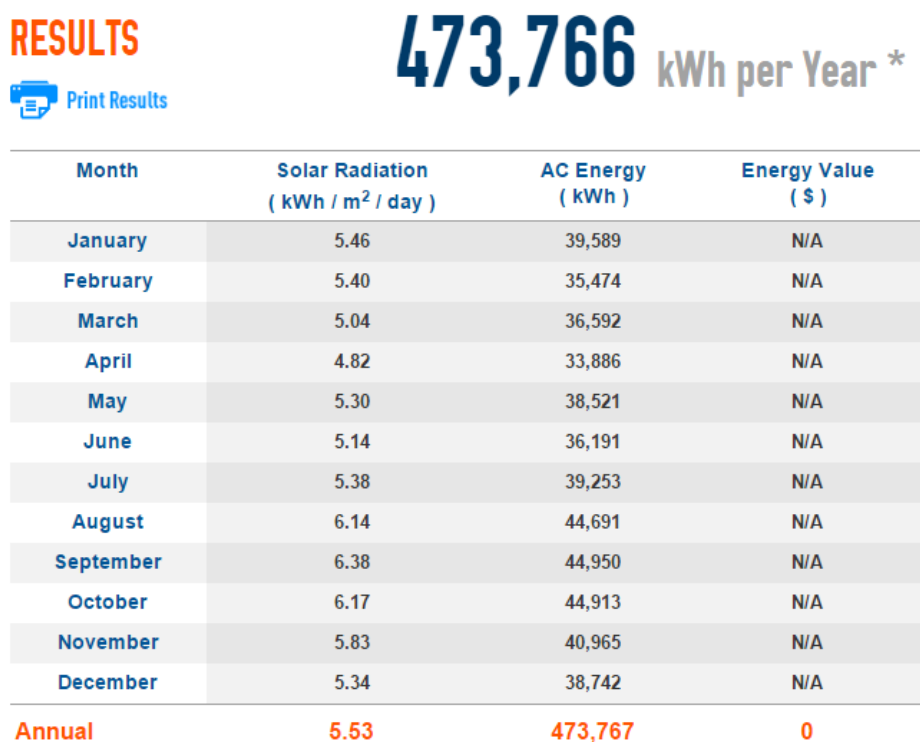 RESULTS
473,766 kWh per Year *
Print Results
Month Solar Radiation AC Energy Energy Value
( kWh / m² / day ) ( kWh ) ( $ )
January 5.46 39,589 N/A
February 5.40 35,474 N/A
March 5.04 36,592 N/A
April 4.82 33,886 N/A
May 5.30 38,521 N/A
June 5.14 36,191 N/A
July 5.38 39,253 N/A
August 6.14 44,691 N/A
September 6.38 44,950 N/A
October 6.17 44,913 N/A
November 5.83 40,965 N/A
December 5.34 38,742 N/A
Annual 5.53 473,767 0